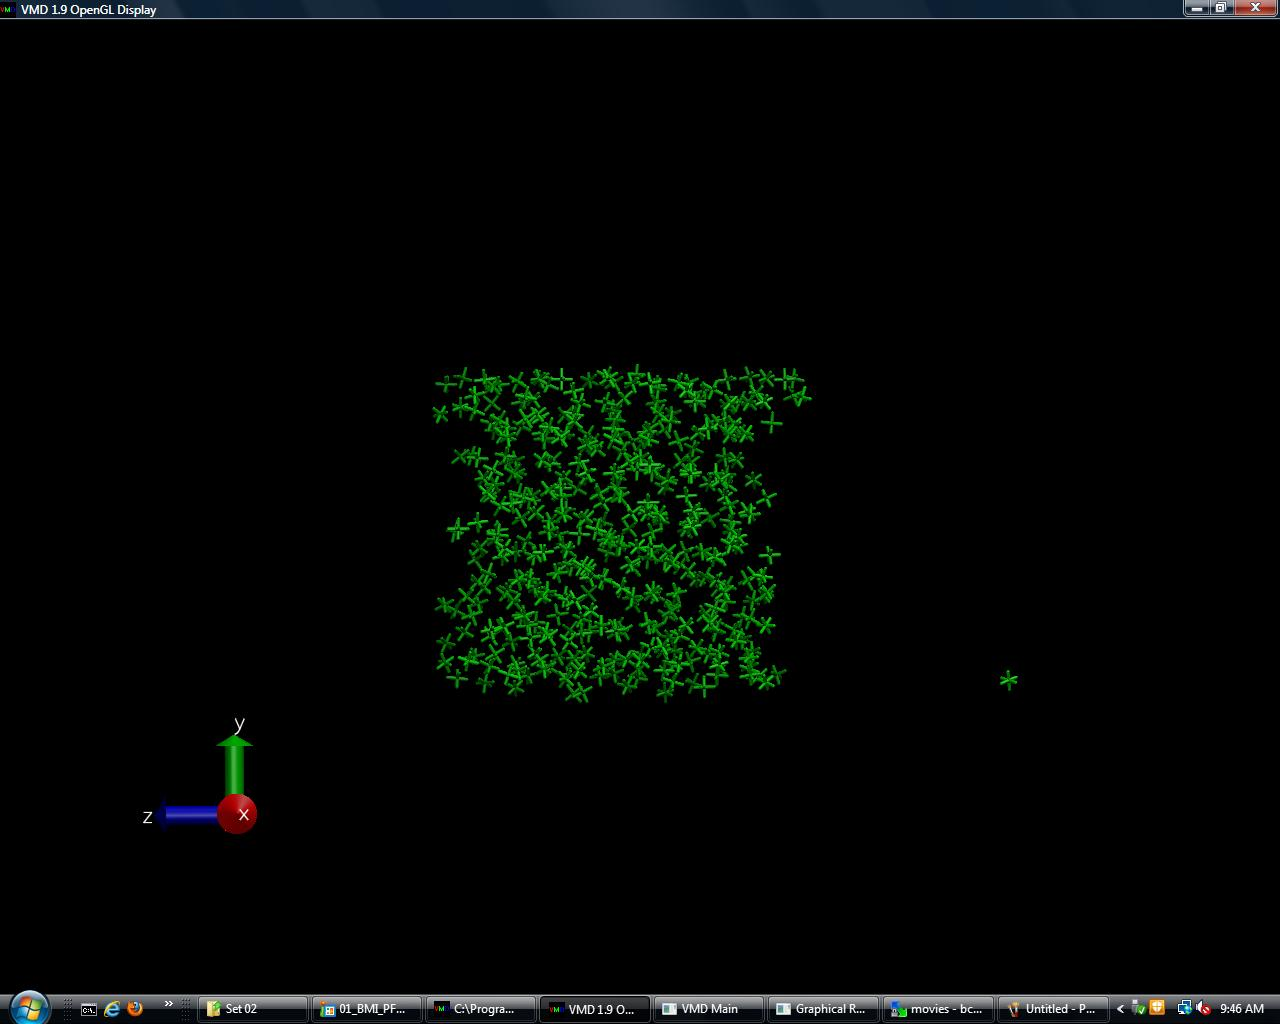 VMD 1.9 OpenGL Display
y
z
x
Set 02
01_BMI_PF...
C:\Progra...
VMD 1.9 O...
VMD Main
Graphical R...
movies - bc...
Untitled - P...
9:46 AM